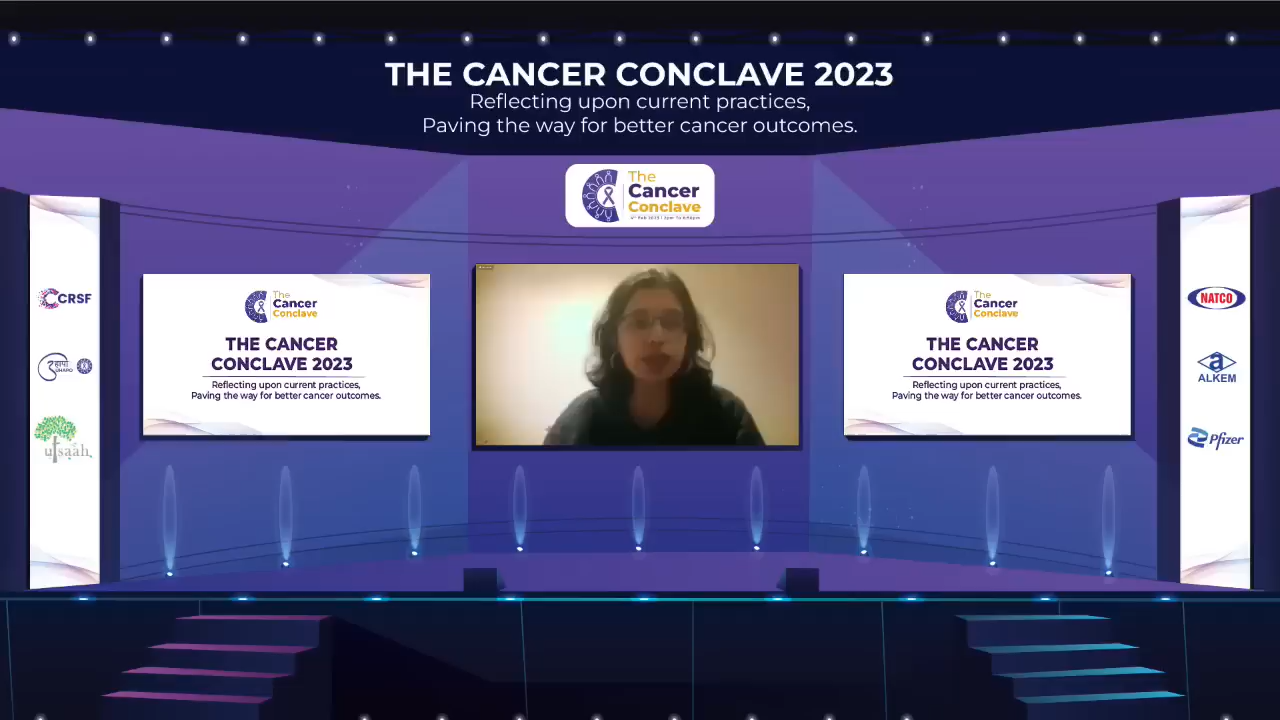 THE CANCER CONCLAVE 2023
Reflecting upon current practices,
Paving the way for better cancer outcomes.
The
Cancer
Conclave
CRSF
उहापो
UHAPO
utsaah
The
Cancer
Conclave
THE CANCER
CONCLAVE 2023
Reflecting upon current practices,
Paving the way for better cancer outcomes.
The
Cancer
Conclave
THE CANCER
CONCLAVE 2023
Reflecting upon current practices,
Paving the way for better cancer outcomes.
NATCO
a
ALKEM
Pfizer